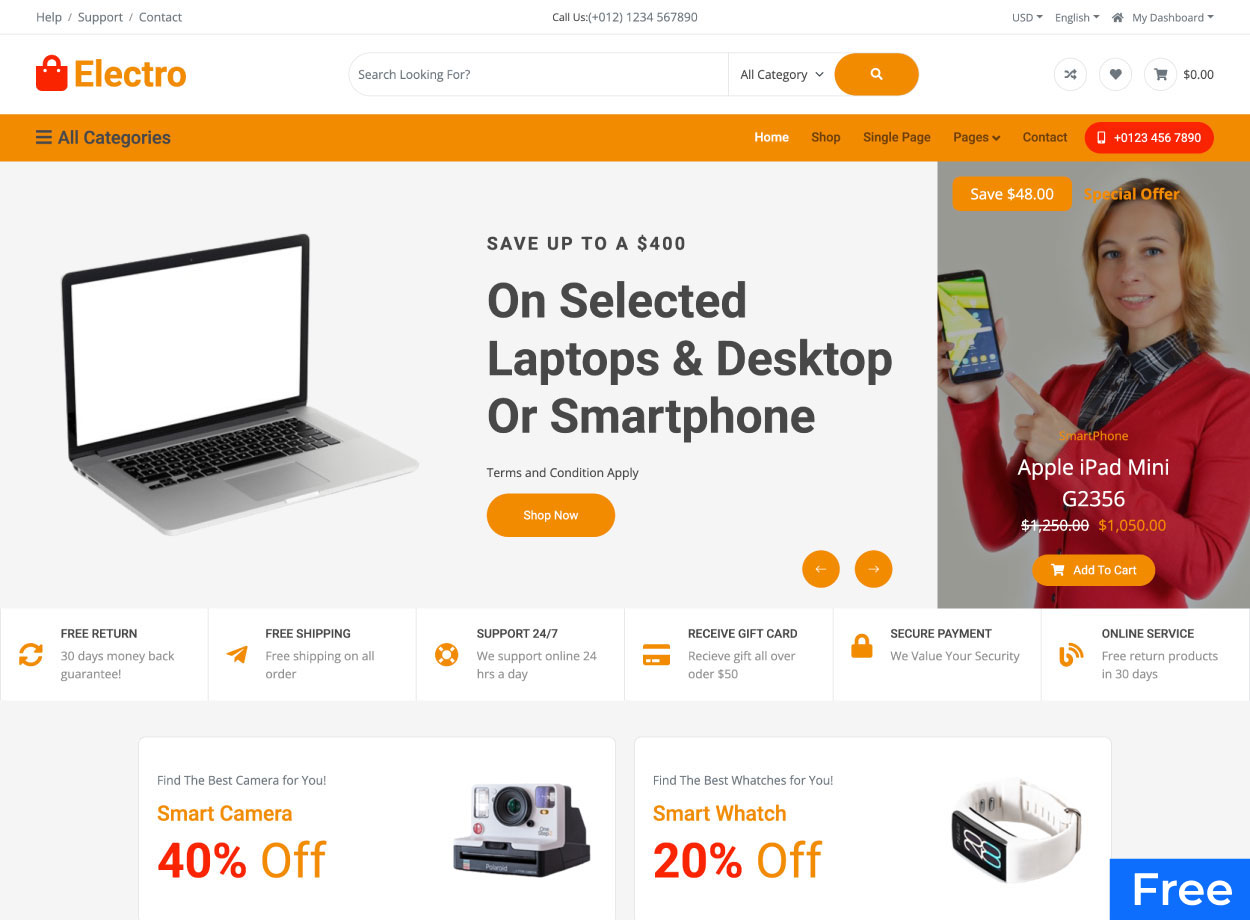 Help / Support / Contact
Call Us:(+012) 1234 567890
USD English My Dashboard
Electro
Search Looking For?
All Category
$0.00
All Categories
Home Shop Single Page Pages Contact
+0123 456 7890
SAVE UP TO A $400
On Selected
Laptops & Desktop
Or Smartphone
Terms and Condition Apply
Shop Now
← →
Save $48.00
Special Offer
SmartPhone
Apple iPad Mini
G2356
$1,250.00 $1,050.00
Add To Cart
FREE RETURN
30 days money back
guarantee!
FREE SHIPPING
Free shipping on all
order
SUPPORT 24/7
We support online 24
hrs a day
RECEIVE GIFT CARD
Recieve gift all over
oder $50
SECURE PAYMENT
We Value Your Security
ONLINE SERVICE
Free return products
in 30 days
Find The Best Camera for You!
Smart Camera
40% Off
OneStep
Polaroid
Find The Best Whatches for You!
Smart Whatch
20% Off
Free